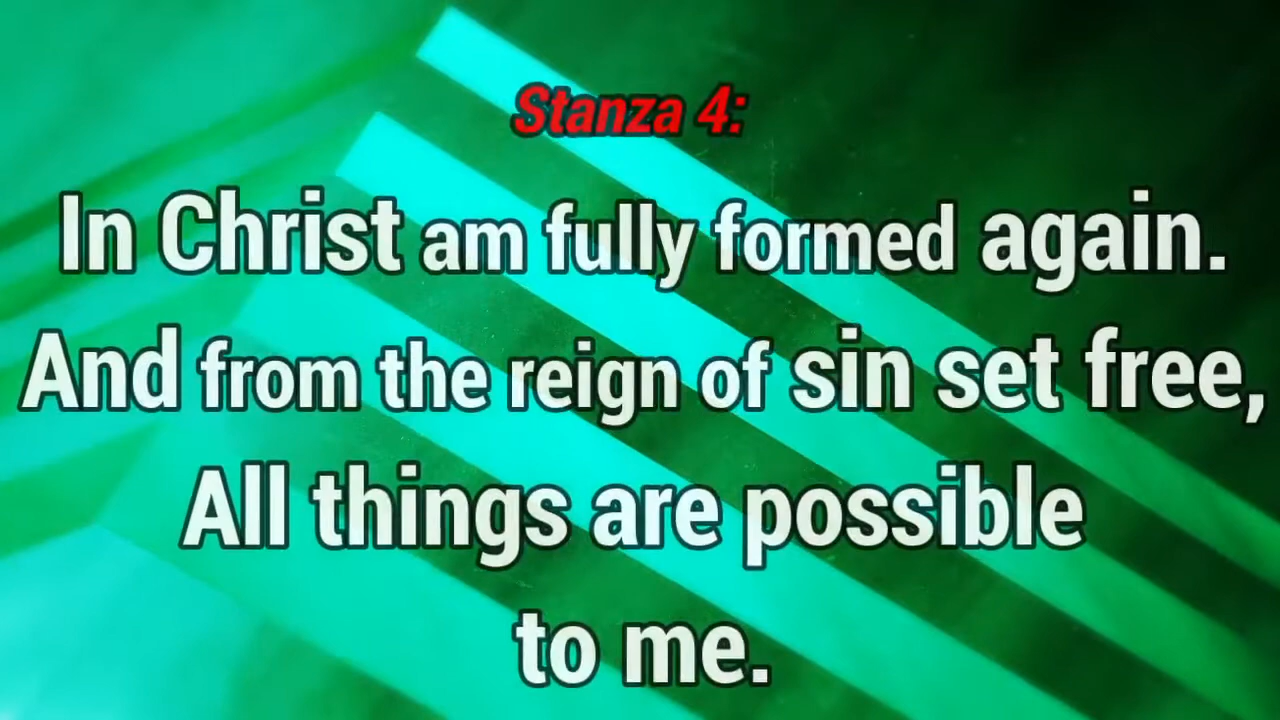 Stanza 4:
In Christ am fully formed again.
And from the reign of sin set free,
All things are possible
to me.